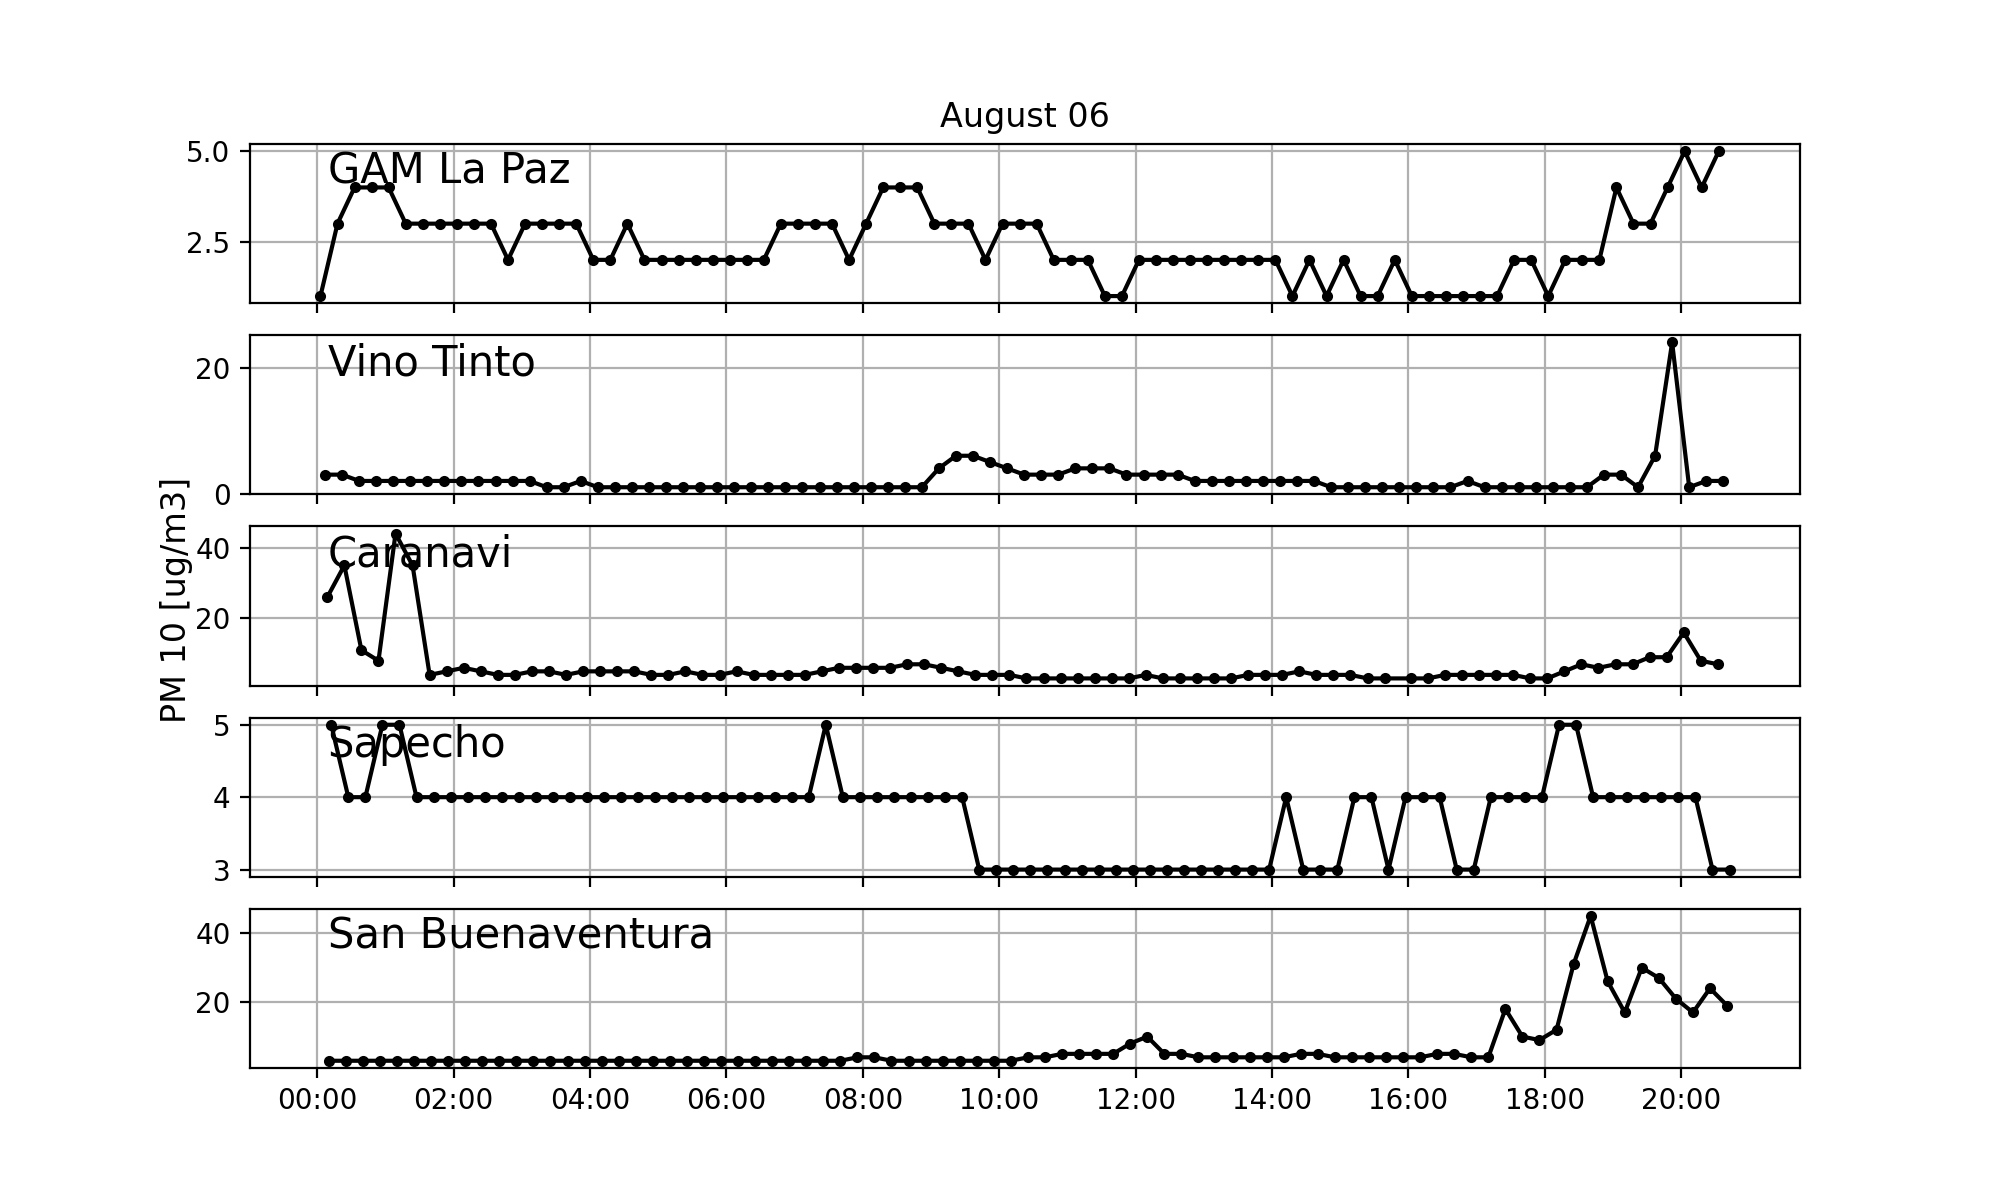 August 06
PM 10 [ug/m3]
5.0
2.5
GAM La Paz
20
0
Vino Tinto
40
20
Caranavi
5
4
3
Sapecho
40
20
San Buenaventura
00:00 02:00 04:00 06:00 08:00 10:00 12:00 14:00 16:00 18:00 20:00